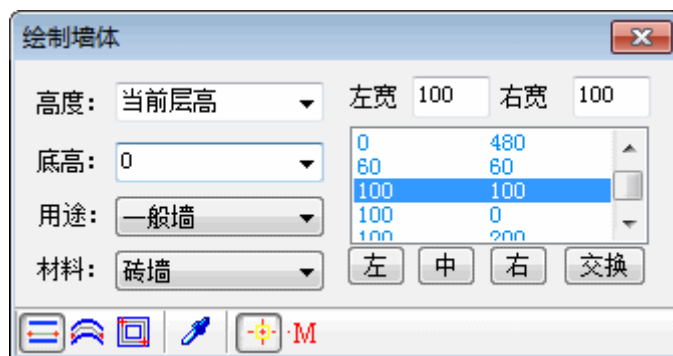 绘制墙体
高度： 当前层高 左宽 100 右宽 100
底高： 0
0 480
60 60
100 100
用途： 一般墙
100 0
100 200
材料： 砖墙
左 中 右 交换
·M